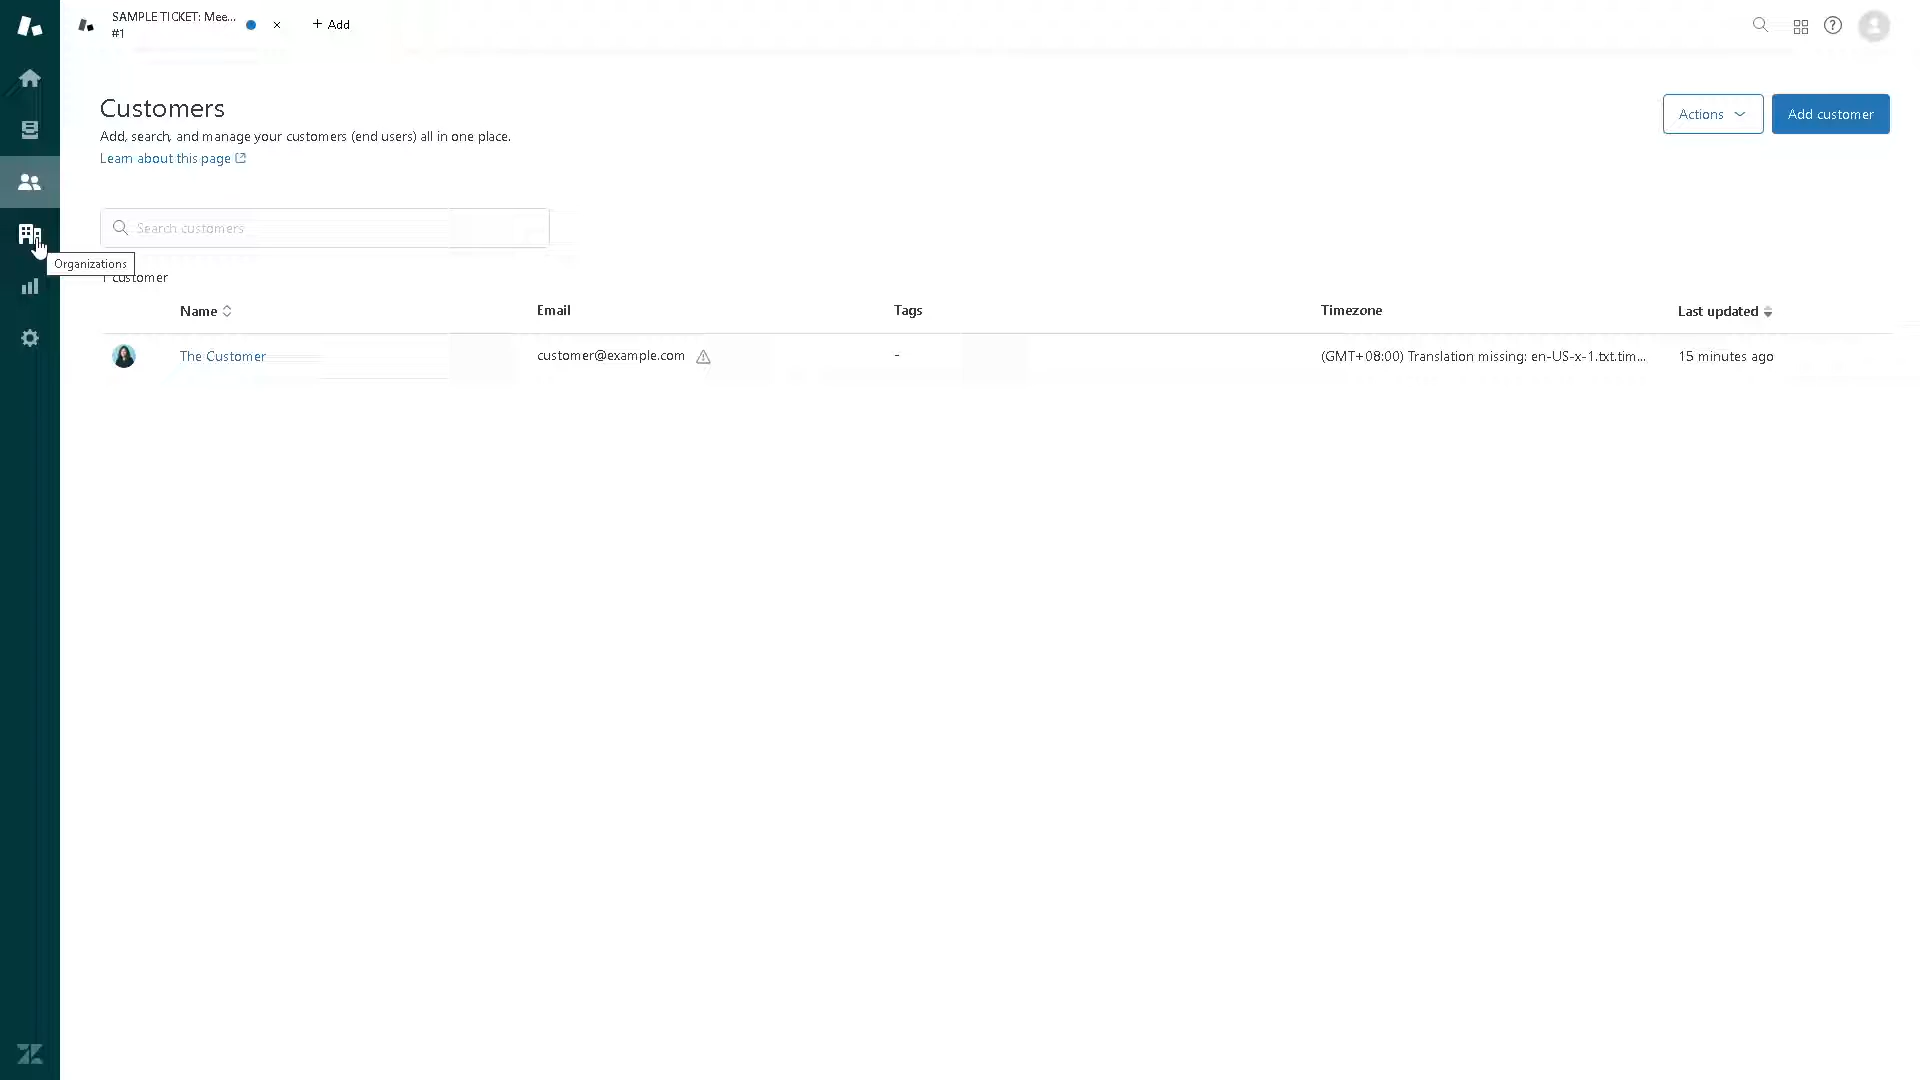 SAMPLE TICKET: Mee...
#1
+ Add
Customers
Actions
Add customer
Add, search, and manage your customers (end users) all in one place.
Learn about this page
Search customers
Organizations
1 customer
Name Email Tags Timezone Last updated
The Customer customer@example.com - (GMT+08:00) Translation missing: en-US-x-1.txt.tim... 15 minutes ago